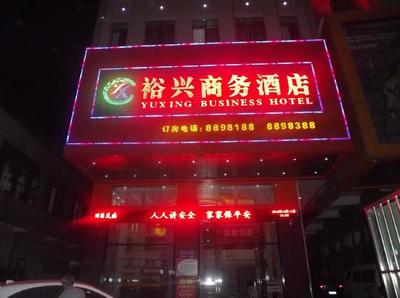 裕兴商务酒店
YUXING BUSINESS HOTEL
订房电话: 8898188 8898388
人人讲安全 家家保平安